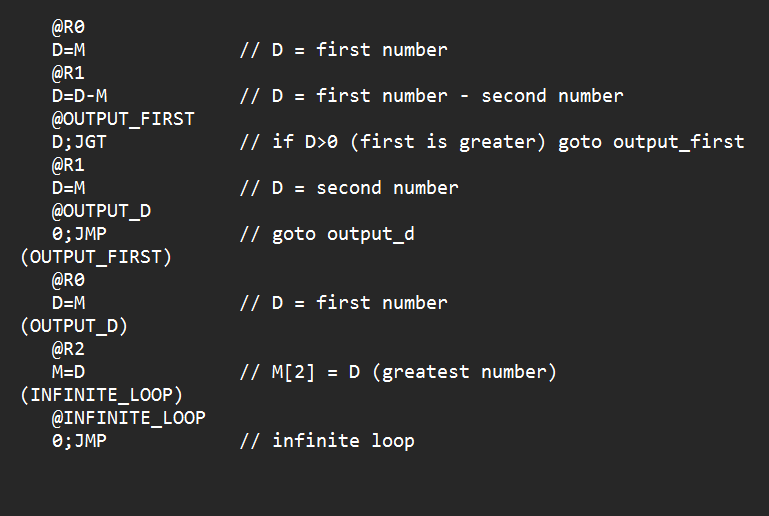 @R0
D=M // D = first number
@R1
D=D-M // D = first number - second number
@OUTPUT_FIRST
D;JGT // if D>0 (first is greater) goto output_first
@R1
D=M // D = second number
@OUTPUT_D
0;JMP // goto output_d
(OUTPUT_FIRST)
@R0
D=M // D = first number
(OUTPUT_D)
@R2
M=D // M[2] = D (greatest number)
(INFINITE_LOOP)
@INFINITE_LOOP
0;JMP // infinite loop